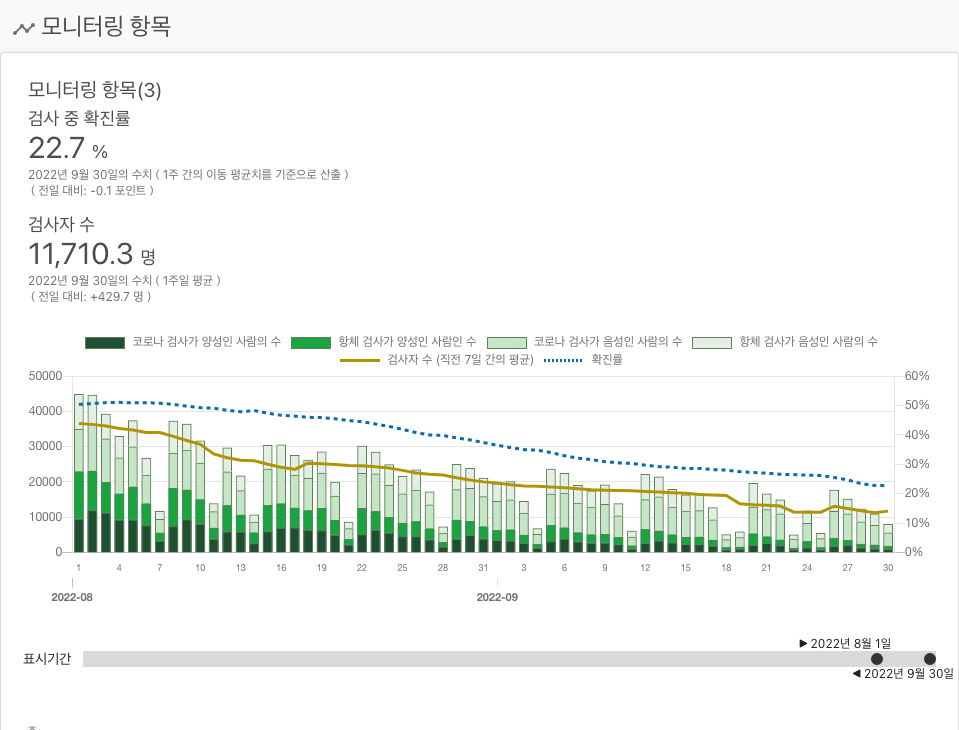 모니터링 항목
모니터링 항목(3)
검사 중 확진률
22.7 %
2022년 9월 30일의 수치 ( 1주 간의 이동 평균치를 기준으로 산출 )
( 전일 대비: -0.1 포인트 )
검사자 수
11,710.3 명
2022년 9월 30일의 수치 ( 1주일 평균 )
( 전일 대비: +429.7 명 )
코로나 검사가 양성인 사람의 수 항체 검사가 양성인 사람인 수 코로나 검사가 음성인 사람의 수 항체 검사가 음성인 사람의 수
검사자 수 (직전 7일 간의 평균) 확진률
50000 60%
40000 50%
30000 40%
20000 30%
10000 20%
0 10%
0%
1 4 7 10 13 16 19 22 25 28 31 3 6 9 12 15 18 21 24 27 30
2022-08 2022-09
▶ 2022년 8월 1일
표시기간
◀ 2022년 9월 30일